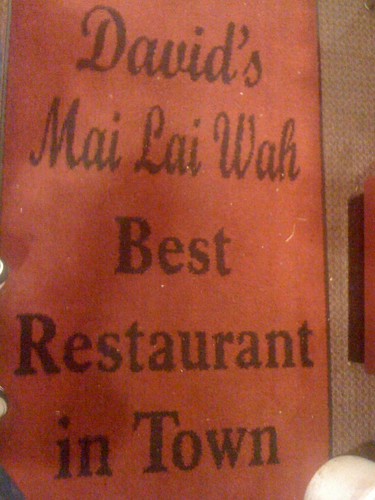 David's
Mai Lai Wah
Best
Restaurant
in Town